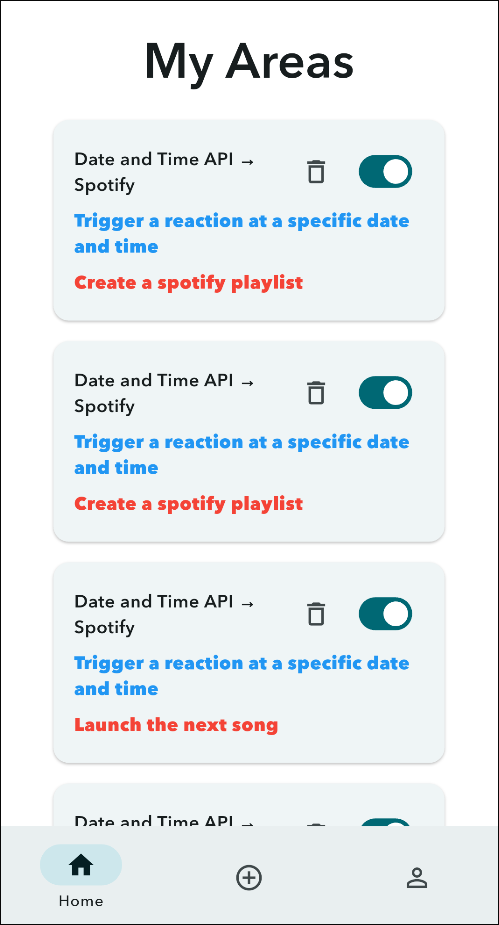 My Areas
Date and Time API →
Spotify
Trigger a reaction at a specific date
and time
Create a spotify playlist
Date and Time API →
Spotify
Trigger a reaction at a specific date
and time
Create a spotify playlist
Date and Time API →
Spotify
Trigger a reaction at a specific date
and time
Launch the next song
Date and Time API →
Home